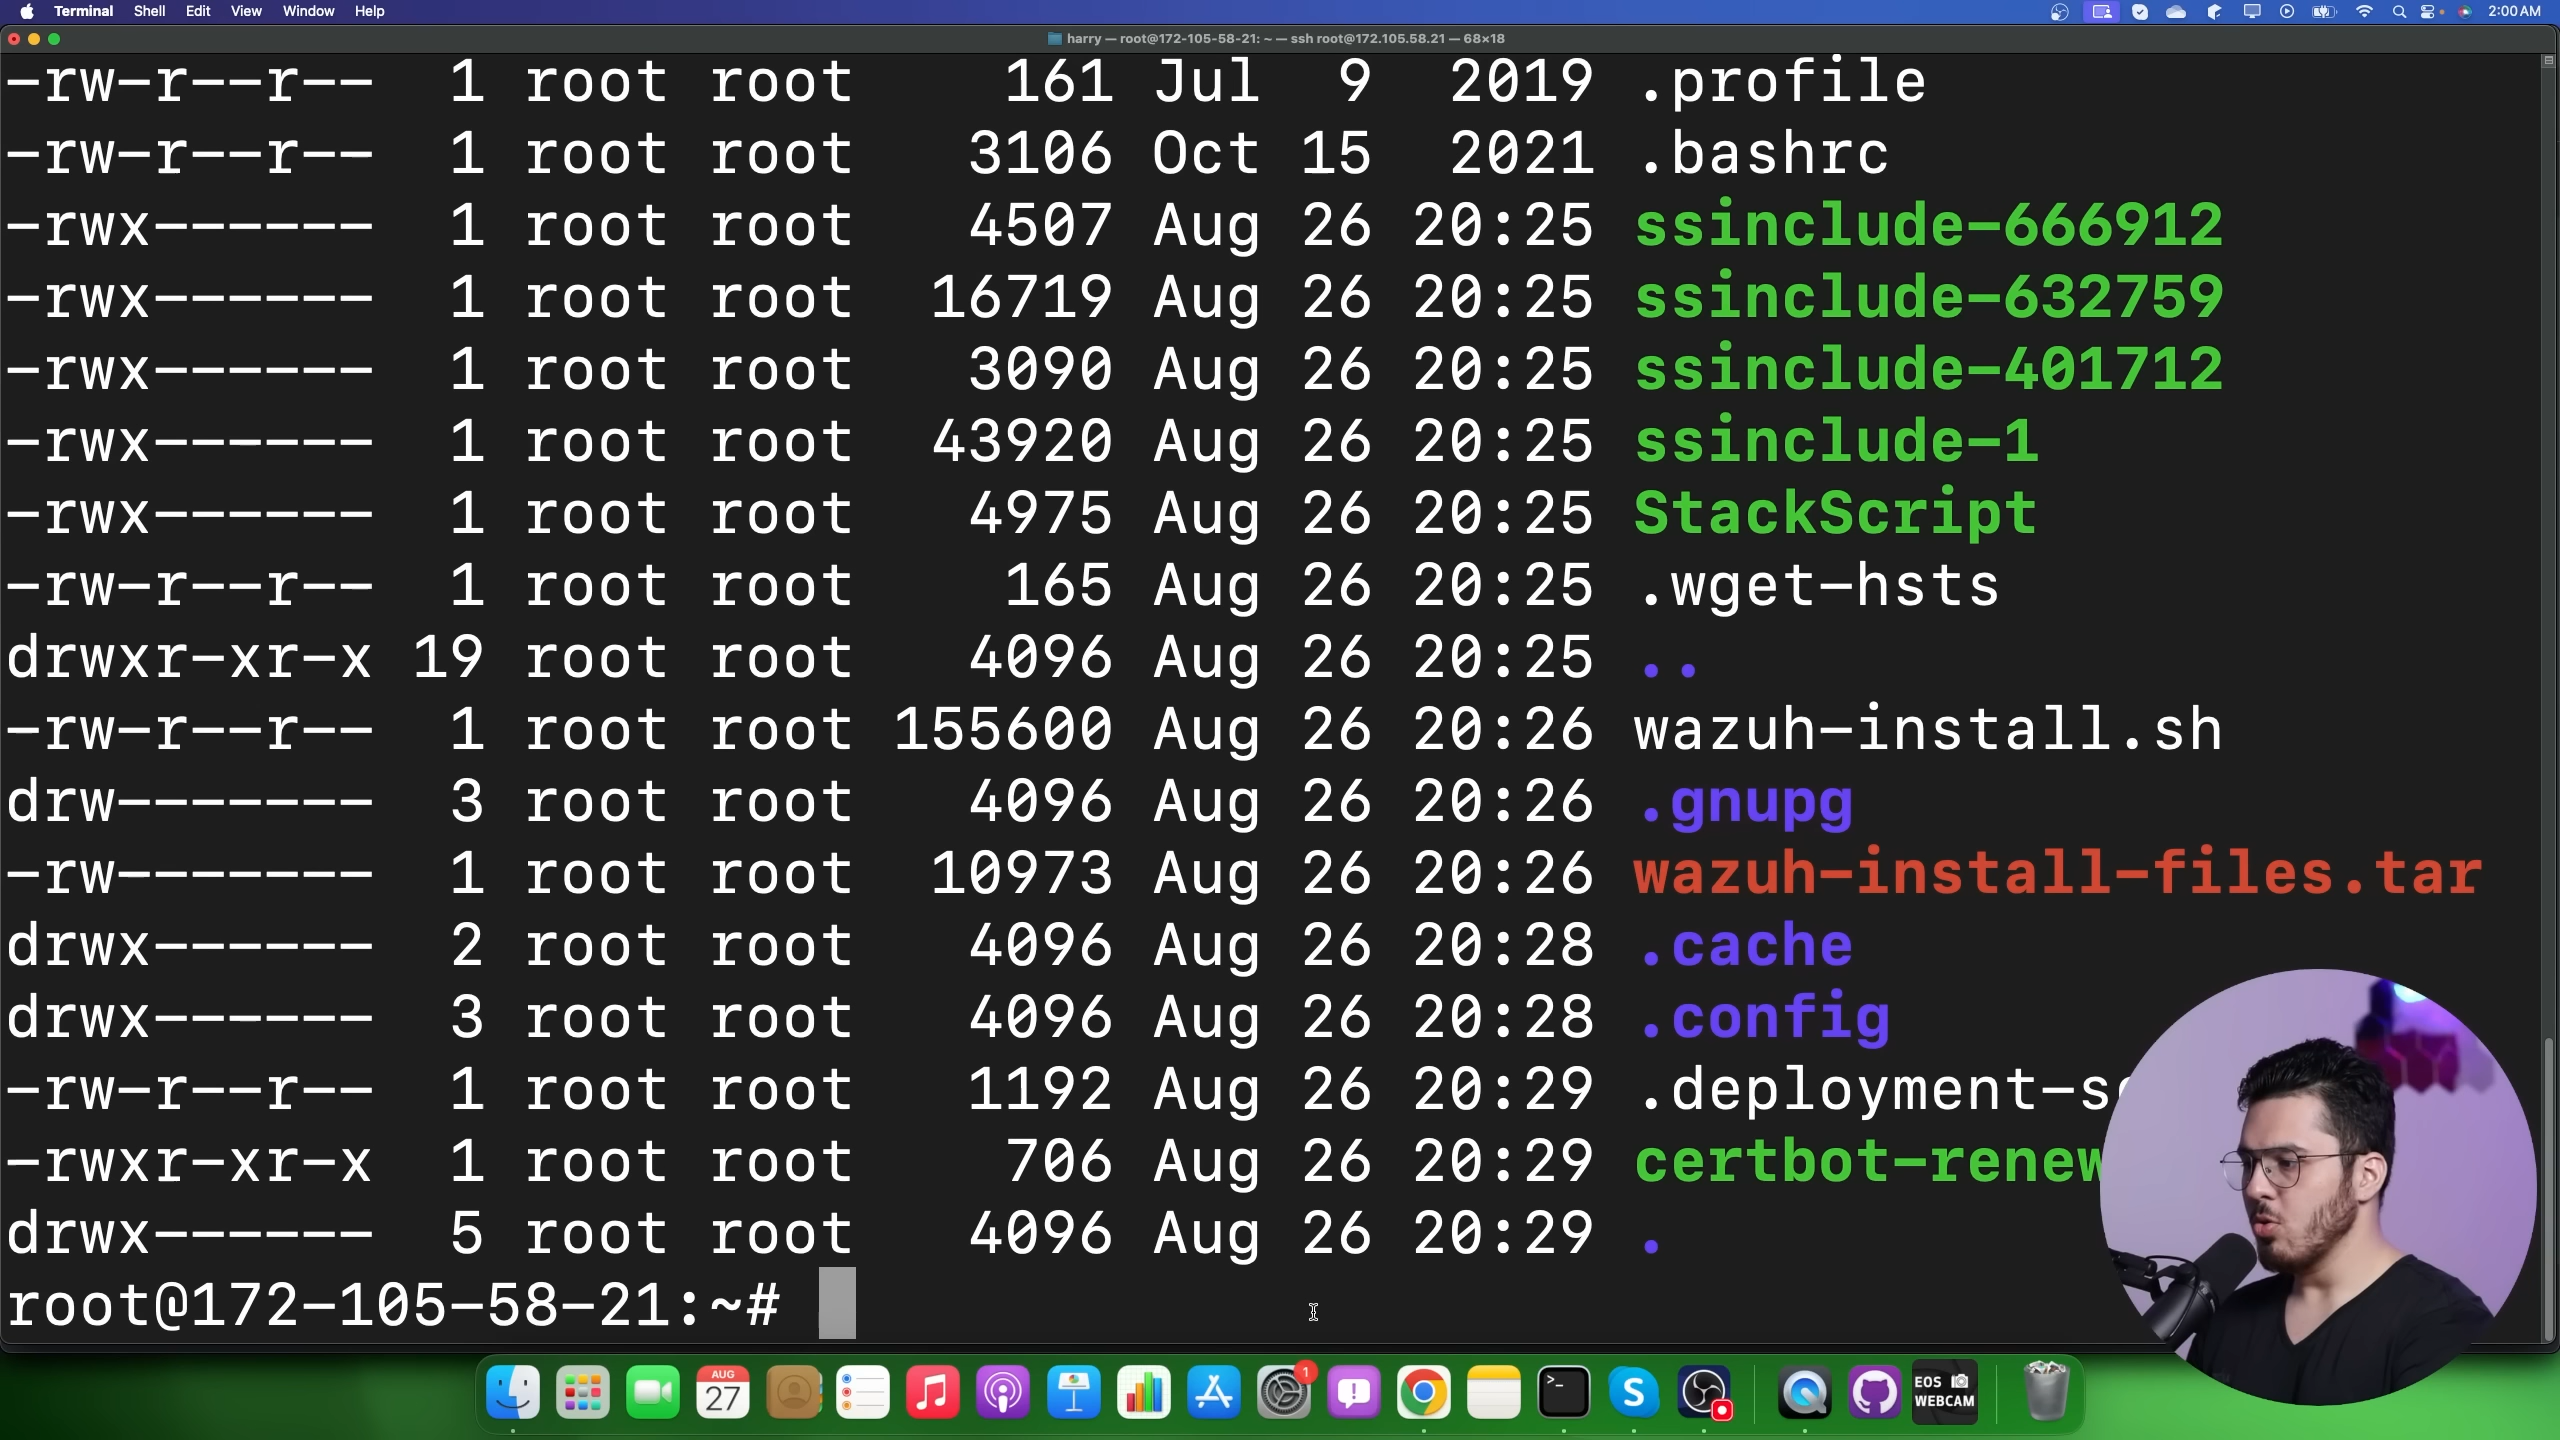 Terminal Shell Edit View Window Help 2:00 AM
harry — root@172-105-58-21: ~ — ssh root@172.105.58.21 — 68×18
-rw-r--r-- 1 root root 161 Jul 9 2019 .profile
-rw-r--r-- 1 root root 3106 Oct 15 2021 .bashrc
-rwx------ 1 root root 4507 Aug 26 20:25 ssinclude-666912
-rwx------ 1 root root 16719 Aug 26 20:25 ssinclude-632759
-rwx------ 1 root root 3090 Aug 26 20:25 ssinclude-401712
-rwx------ 1 root root 43920 Aug 26 20:25 ssinclude-1
-rwx------ 1 root root 4975 Aug 26 20:25 StackScript
-rw-r--r-- 1 root root 165 Aug 26 20:25 .wget-hsts
drwxr-xr-x 19 root root 4096 Aug 26 20:25 ..
-rw-r--r-- 1 root root 155600 Aug 26 20:26 wazuh-install.sh
drw------- 3 root root 4096 Aug 26 20:26 .gnupg
-rw------- 1 root root 10973 Aug 26 20:26 wazuh-install-files.tar
drwx------ 2 root root 4096 Aug 26 20:28 .cache
drwx------ 3 root root 4096 Aug 26 20:28 .config
-rw-r--r-- 1 root root 1192 Aug 26 20:29 .deployment-s
-rwxr-xr-x 1 root root 706 Aug 26 20:29 certbot-renew
drwx------ 5 root root 4096 Aug 26 20:29 .
root@172-105-58-21:~#
AUG
27
1
EOS
WEBCAM